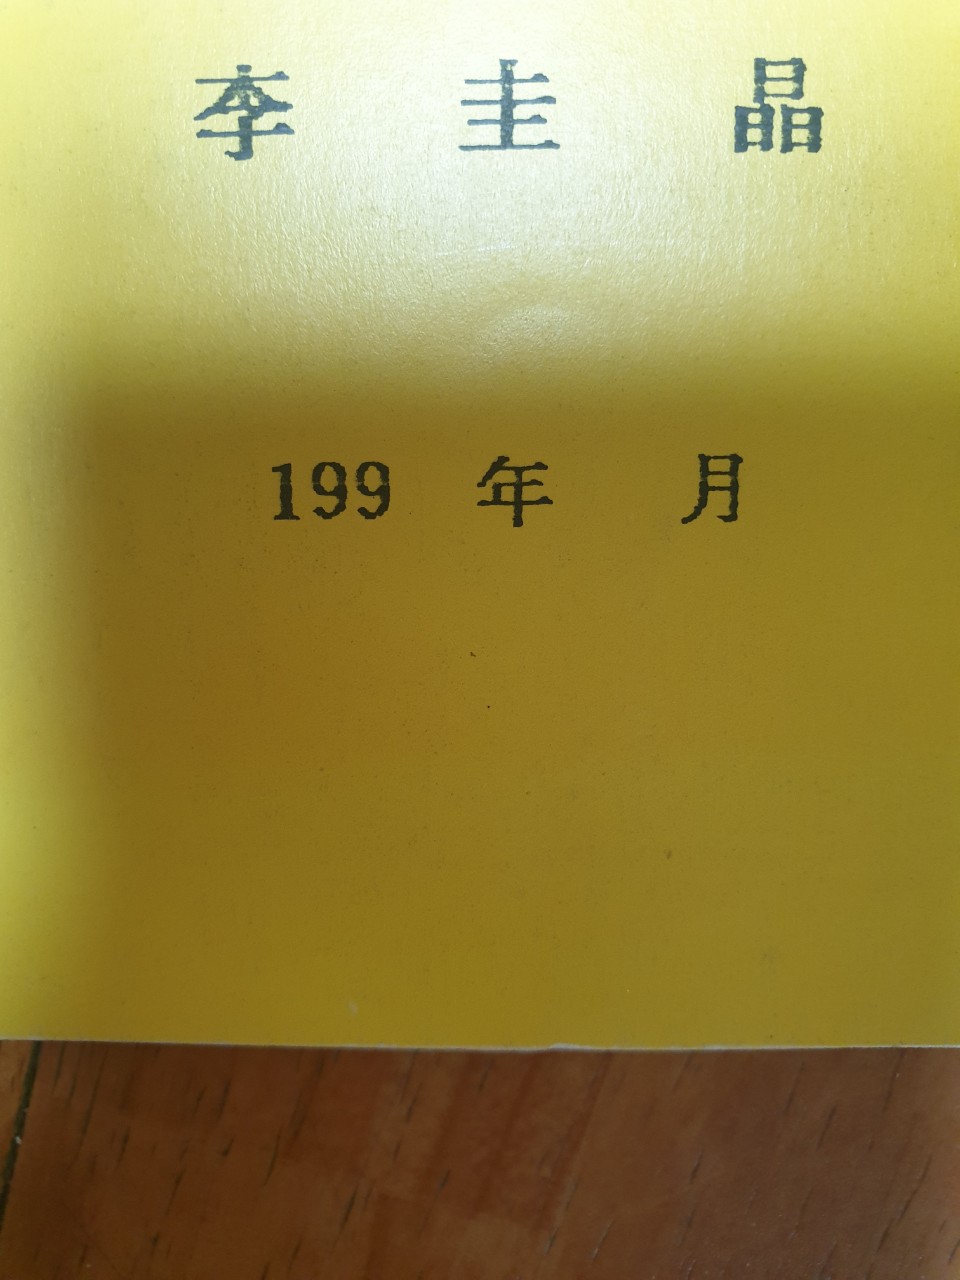 李 圭 晶
199 年 月